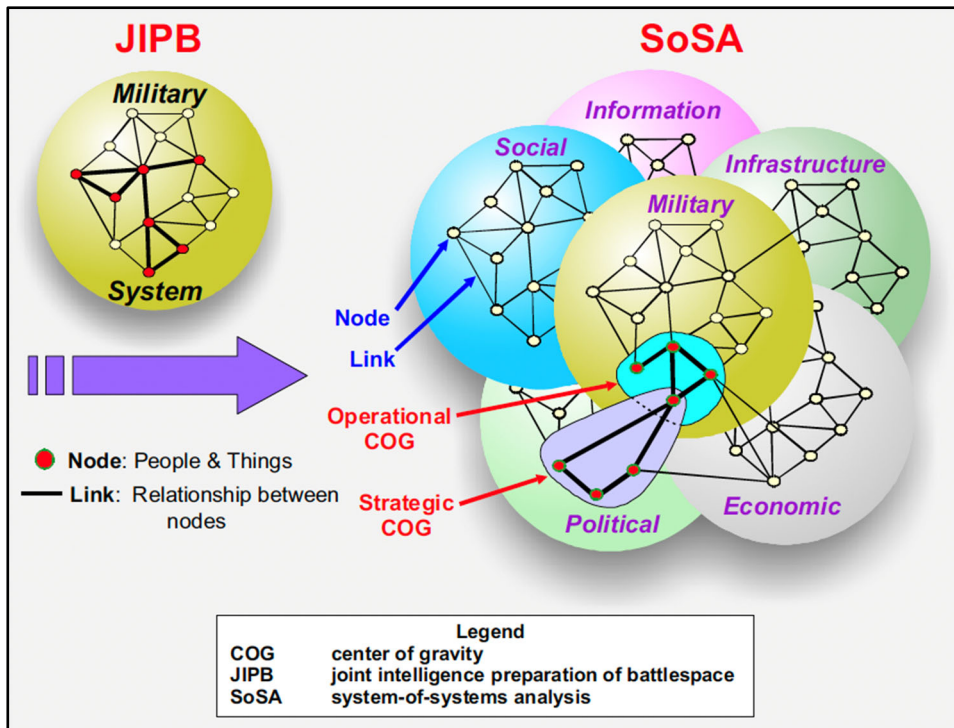 JIPB
Military
System
SoSA
Information
Social
Infrastructure
Military
Node
Link
Operational
COG
Strategic
COG
Political
Economic
Node: People & Things
Link: Relationship between
nodes
Legend
COG center of gravity
JIPB joint intelligence preparation of battlespace
SoSA system-of-systems analysis